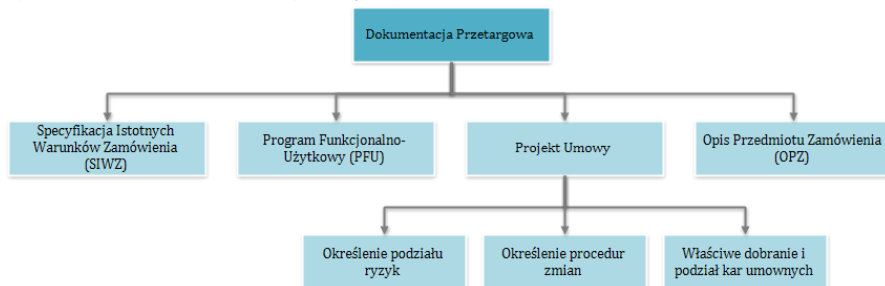 Dokumentacja Przetargowa
Specyfikacja Istotnych
Warunków Zamówienia
(SIWZ)
Program Funkcjonalno-
Użytkowy (PFU)
Projekt Umowy
Opis Przedmiotu Zamówienia
(OPZ)
Określenie podziału
ryzyk
Określenie procedur
zmian
Właściwe dobranie i
podział kar umownych